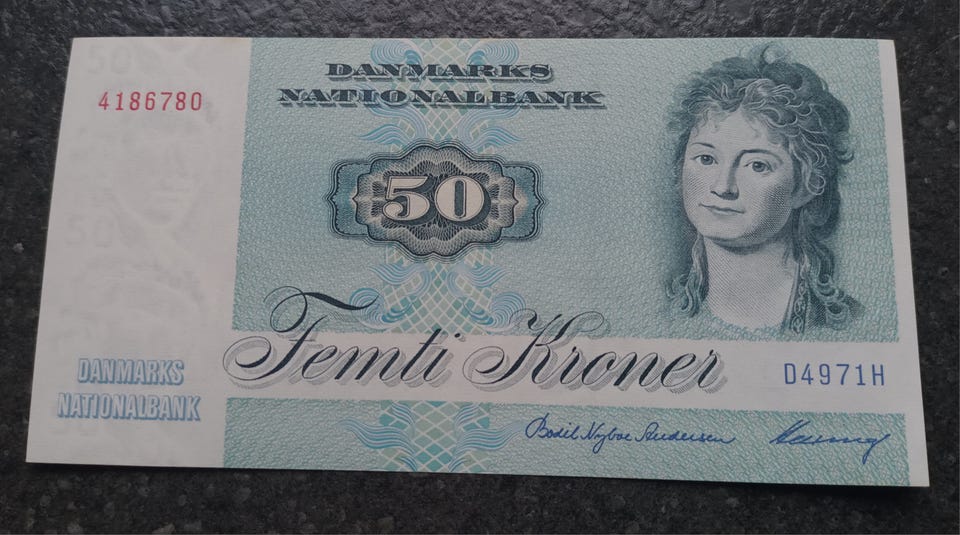 DANMARKS
NATIONALBANK
4186780
50
Femti Kroner
D4971H
DANMARKS
NATIONALBANK
Bodil Nyboe Andersen